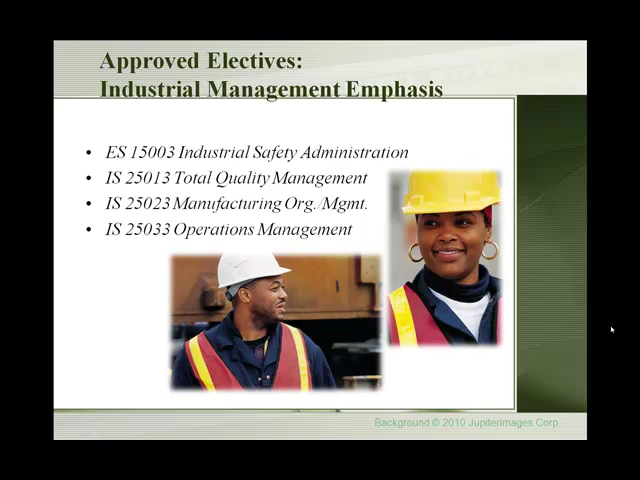 Approved Electives:
Industrial Management Emphasis
• ES 15003 Industrial Safety Administration
• IS 25013 Total Quality Management
• IS 25023 Manufacturing Org./Mgmt.
• IS 25033 Operations Management
Background © 2010 Jupiterimages Corp.